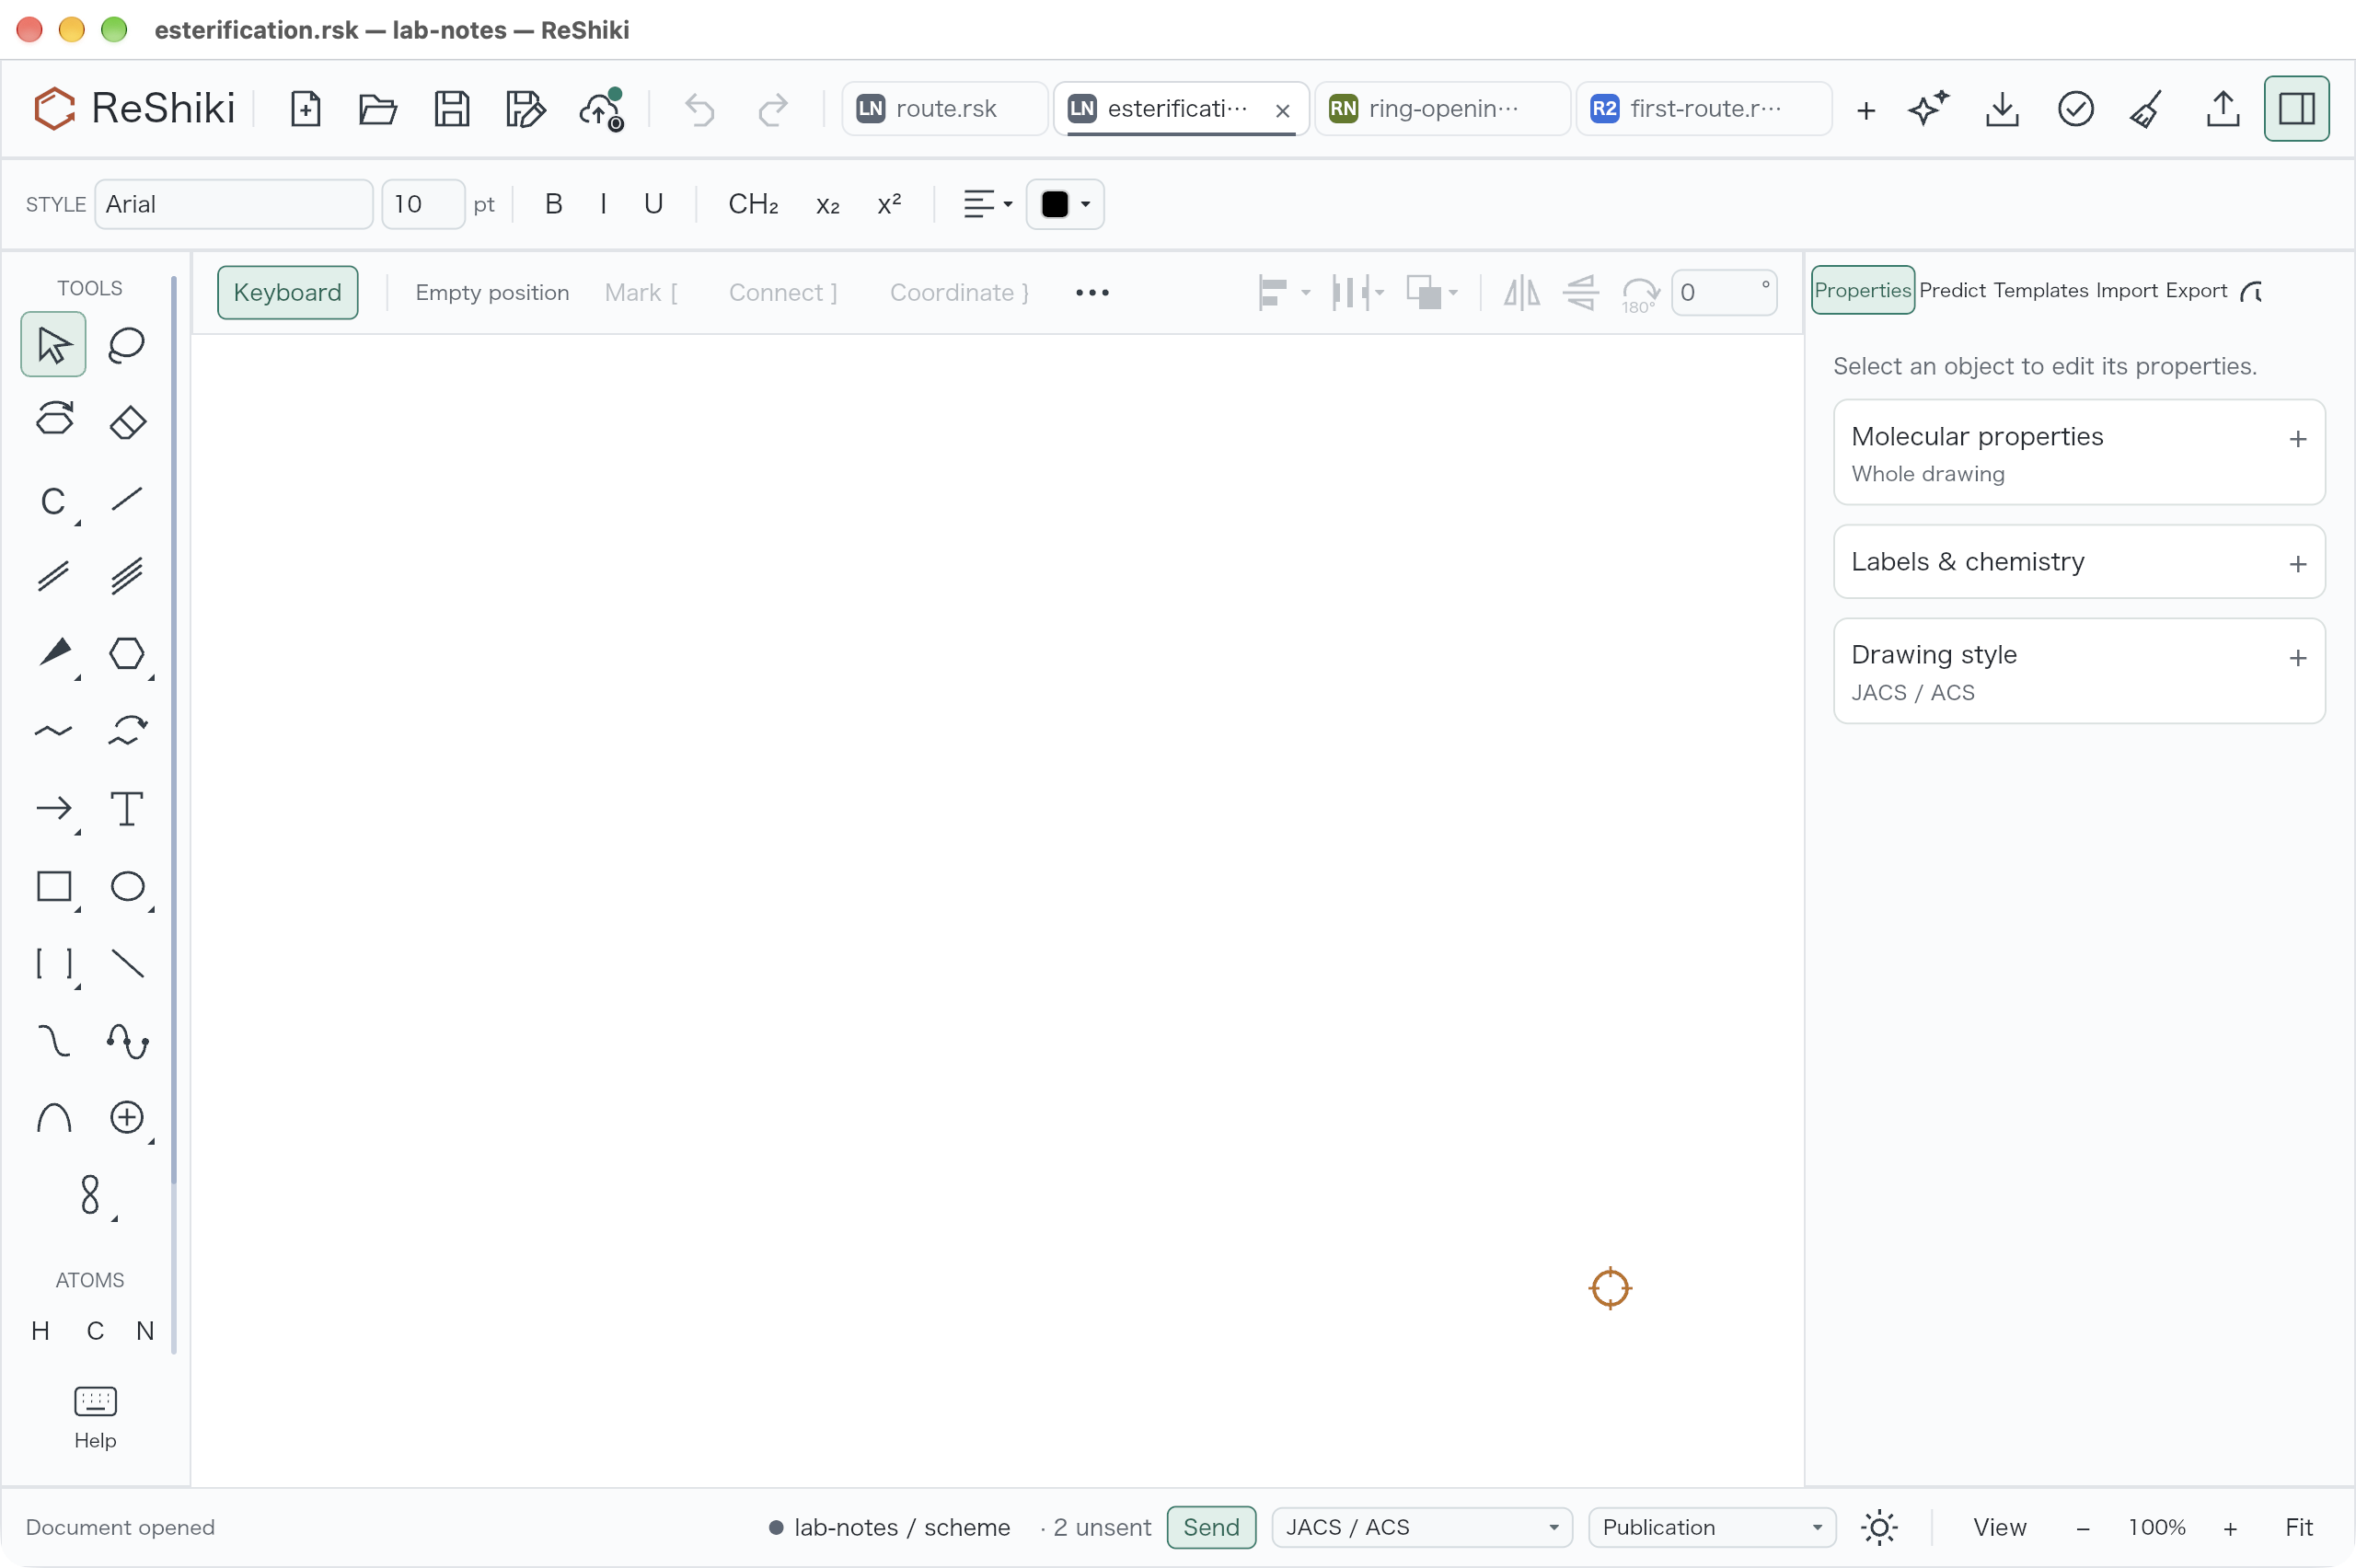 esterification.rsk — lab-notes — ReShiki
ReShiki
LN route.rsk
LN esterificati··· ×
RN ring-openin···
R2 first-route.r···
+
STYLE Arial 10 pt B I U CH₂ x₂ x²
TOOLS
Keyboard Empty position Mark [ Connect ] Coordinate } ••• 180° 0 °
Properties Predict Templates Import Export
Select an object to edit its properties.
Molecular properties +
Whole drawing
Labels & chemistry +
Drawing style +
JACS / ACS
C
T
[ ]
ATOMS
H C N
Help
Document opened
lab-notes / scheme · 2 unsent Send JACS / ACS Publication View − 100% + Fit